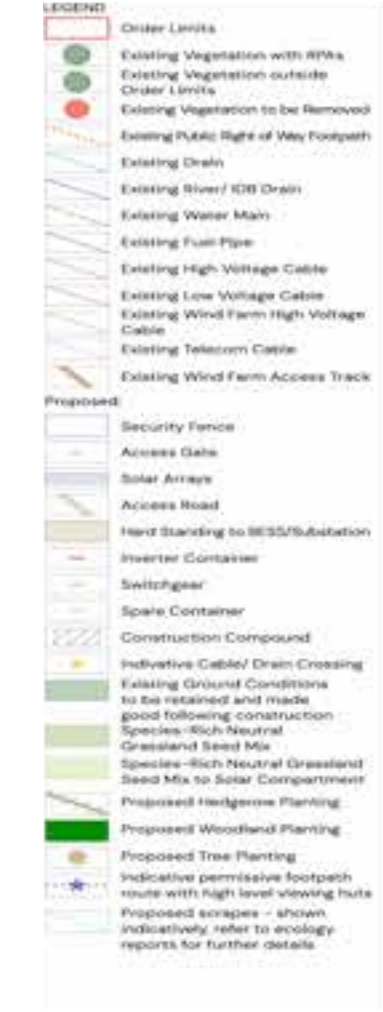 LEGEND
Order Limits
Existing Vegetation with RPAs
Existing Vegetation outside
Order Limits
Existing Vegetation to be Removed
Existing Public Right of Way Footpath
Existing Drain
Existing River/ IDB Drain
Existing Water Main
Existing Fuel Pipe
Existing High Voltage Cable
Existing Low Voltage Cable
Existing Wind Farm High Voltage
Cable
Existing Telecom Cable
Existing Wind Farm Access Track
Proposed
Security Fence
Access Gate
Solar Arrays
Access Road
Hard Standing to BESS/Substation
Inverter Container
Switchgear
Spare Container
Construction Compound
Indivative Cable/ Drain Crossing
Existing Ground Conditions
to be retained and made
good following construction
Species-Rich Neutral
Grassland Seed Mix
Species-Rich Neutral Grassland
Seed Mix to Solar Compartment
Proposed Hedgerow Planting
Proposed Woodland Planting
Proposed Tree Planting
Indicative permissive footpath
route with high level viewing huts
Proposed scrapes - shown
indicatively, refer to ecology
reports for further details